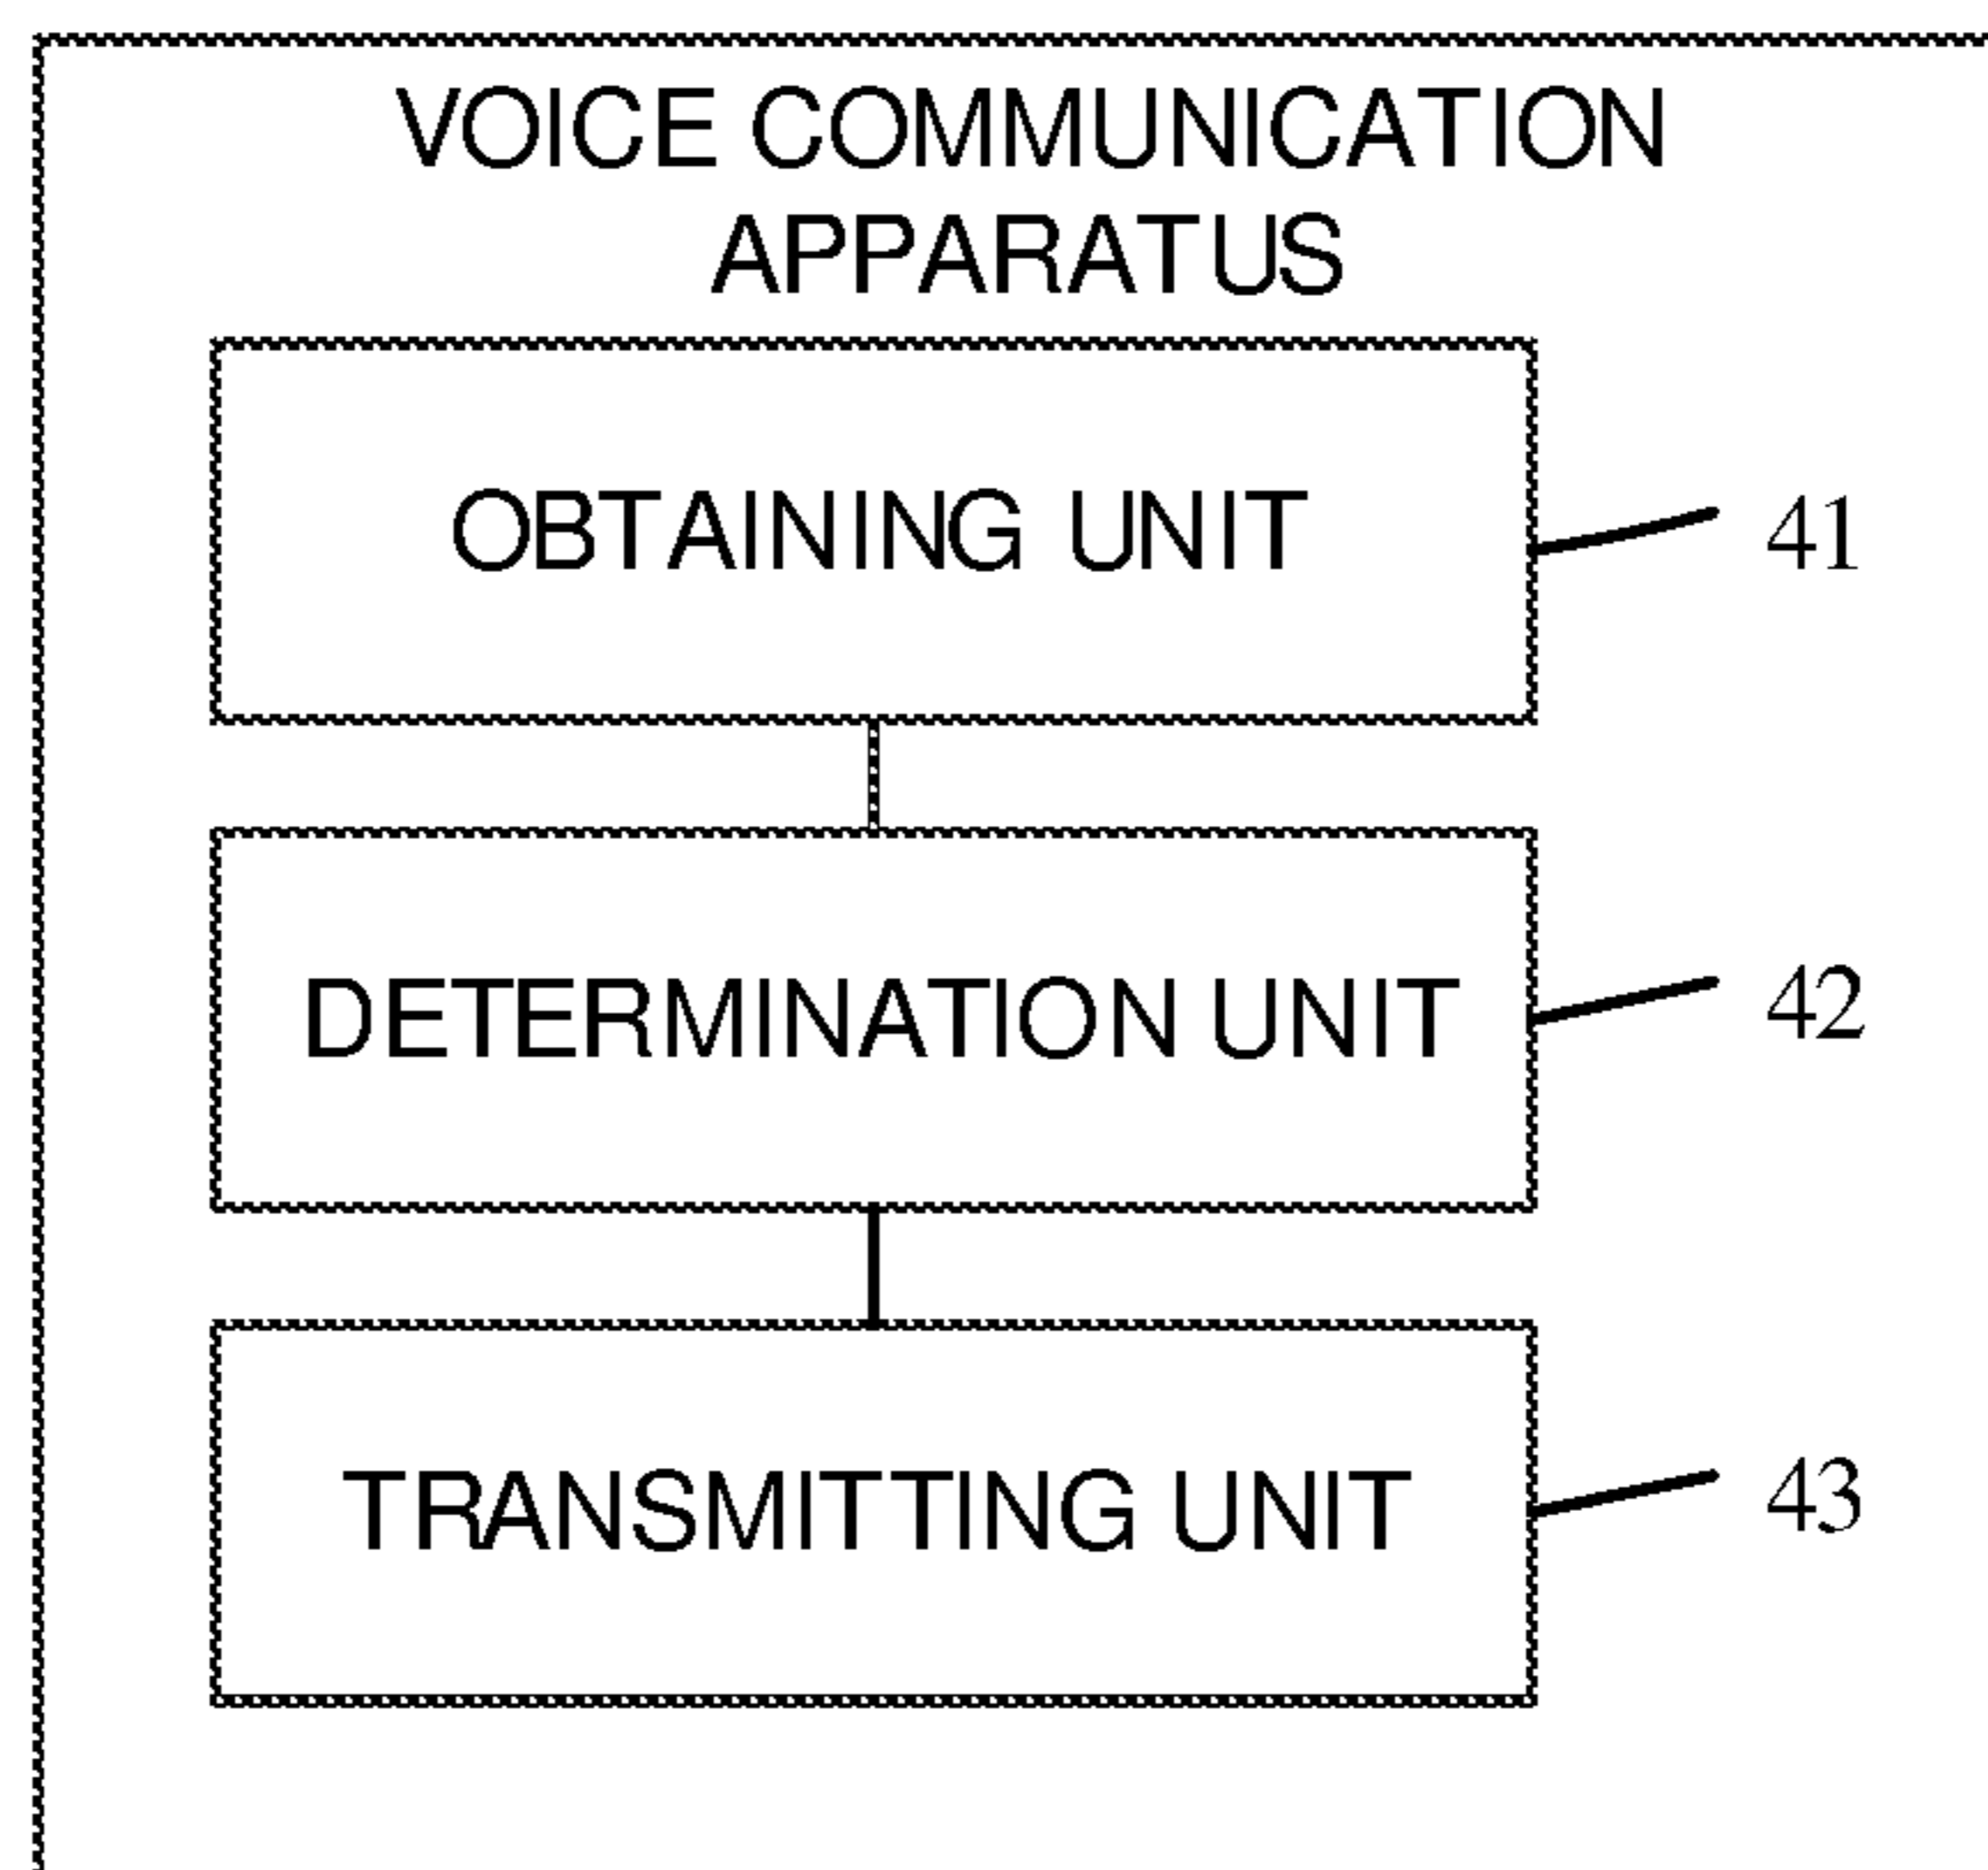 VOICE COMMUNICATION
APPARATUS
OBTAINING UNIT
41
DETERMINATION UNIT
42
TRANSMITTING UNIT
43